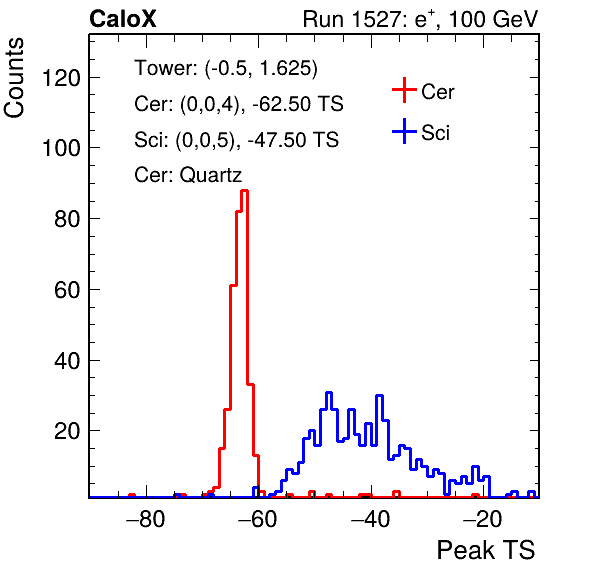 CaloX Run 1527: e+, 100 GeV
Counts
Tower: (-0.5, 1.625)
Cer: (0,0,4), -62.50 TS
Sci: (0,0,5), -47.50 TS
Cer: Quartz
Cer
Sci
120
100
80
60
40
20
−80 −60 −40 −20
Peak TS